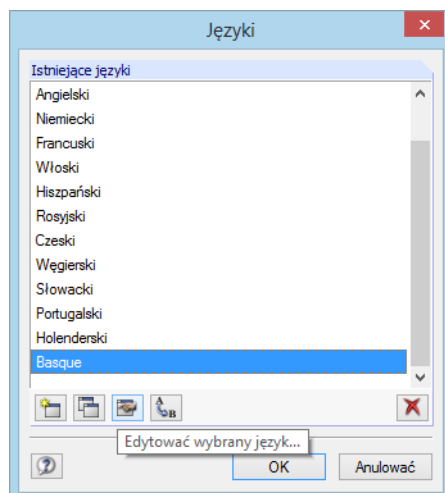 Języki
Istniejące języki
Angielski
Niemiecki
Francuski
Włoski
Hiszpański
Rosyjski
Czeski
Węgierski
Słowacki
Portugalski
Holenderski
Basque
A
B
Edytować wybrany język...
OK
Anulować